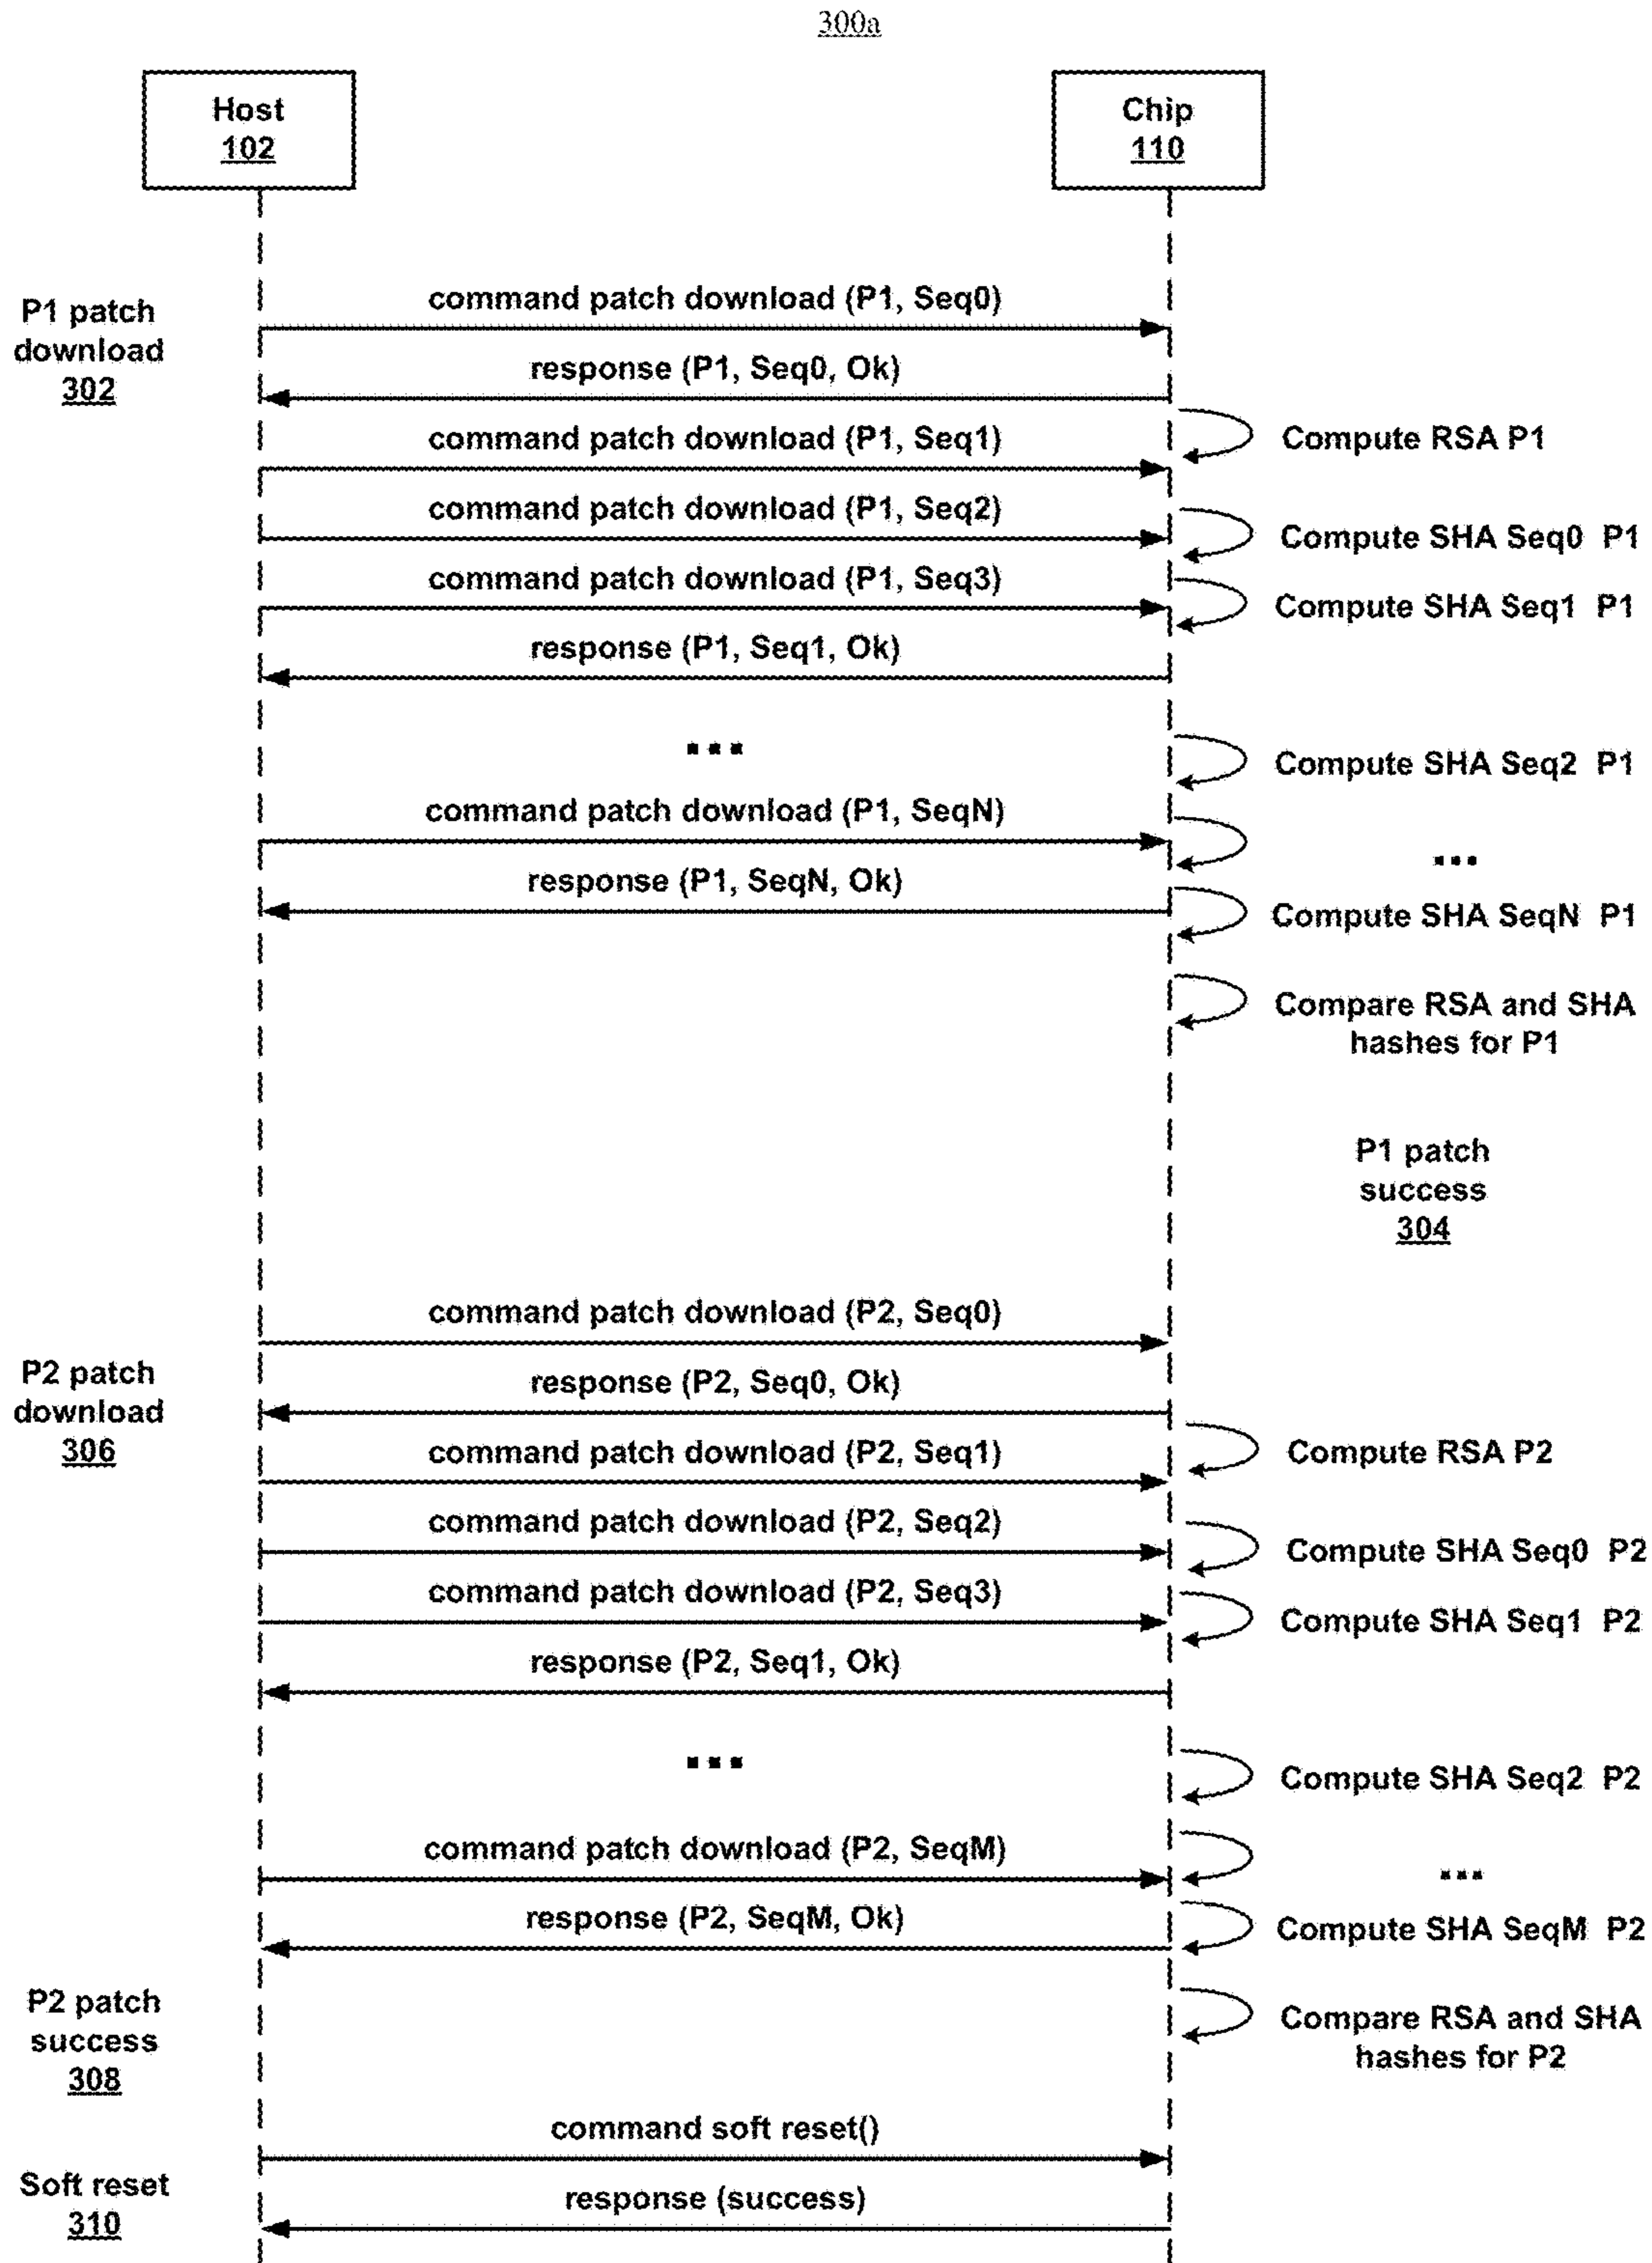 300a
Host
102
Chip
110
P1 patch
download
302
command patch download (P1, Seq0)
response (P1, Seq0, Ok)
command patch download (P1, Seq1)
Compute RSA P1
command patch download (P1, Seq2)
Compute SHA Seq0 P1
command patch download (P1, Seq3)
Compute SHA Seq1 P1
response (P1, Seq1, Ok)
...
Compute SHA Seq2 P1
command patch download (P1, SeqN)
...
response (P1, SeqN, Ok)
Compute SHA SeqN P1
Compare RSA and SHA
hashes for P1
P1 patch
success
304
command patch download (P2, Seq0)
P2 patch
download
306
response (P2, Seq0, Ok)
command patch download (P2, Seq1)
Compute RSA P2
command patch download (P2, Seq2)
Compute SHA Seq0 P2
command patch download (P2, Seq3)
Compute SHA Seq1 P2
response (P2, Seq1, Ok)
...
Compute SHA Seq2 P2
command patch download (P2, SeqM)
...
response (P2, SeqM, Ok)
Compute SHA SeqM P2
P2 patch
success
308
Compare RSA and SHA
hashes for P2
command soft reset()
Soft reset
310
response (success)